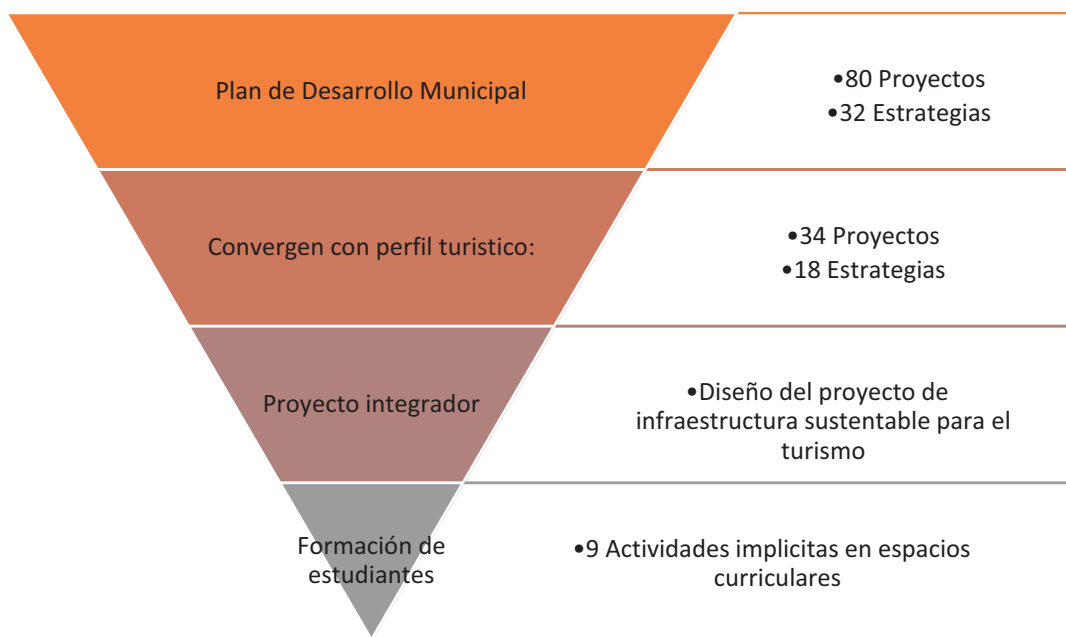 Plan de Desarrollo Municipal
•80 Proyectos
•32 Estrategias
Convergen con perfil turistico:
•34 Proyectos
•18 Estrategias
Proyecto integrador
•Diseño del proyecto de
infraestructura sustentable para el
turismo
Formación de
estudiantes
•9 Actividades implicitas en espacios
curriculares